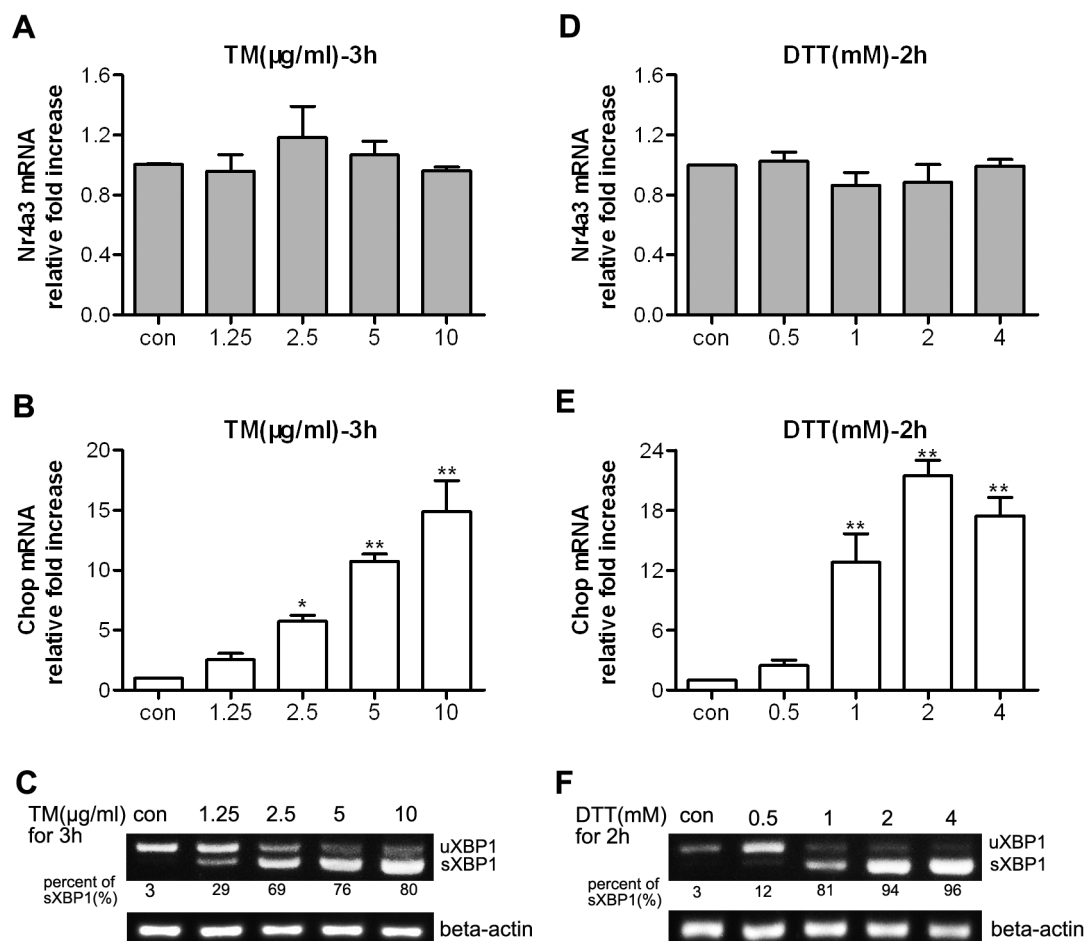 A
TM(µg/ml)-3h
Nr4a3 mRNA
relative fold increase
1.6
1.2
0.8
0.4
0.0
con 1.25 2.5 5 10
D
DTT(mM)-2h
Nr4a3 mRNA
relative fold increase
1.6
1.2
0.8
0.4
0.0
con 0.5 1 2 4
B
TM(µg/ml)-3h
Chop mRNA
relative fold increase
20
15
10
5
0
* ** **
con 1.25 2.5 5 10
E
DTT(mM)-2h
Chop mRNA
relative fold increase
24
18
12
6
0
** ** **
con 0.5 1 2 4
C
TM(µg/ml) con 1.25 2.5 5 10
for 3h
uXBP1
sXBP1
percent of
sXBP1(%) 3 29 69 76 80
beta-actin
F
DTT(mM) con 0.5 1 2 4
for 2h
uXBP1
sXBP1
percent of
sXBP1(%) 3 12 81 94 96
beta-actin